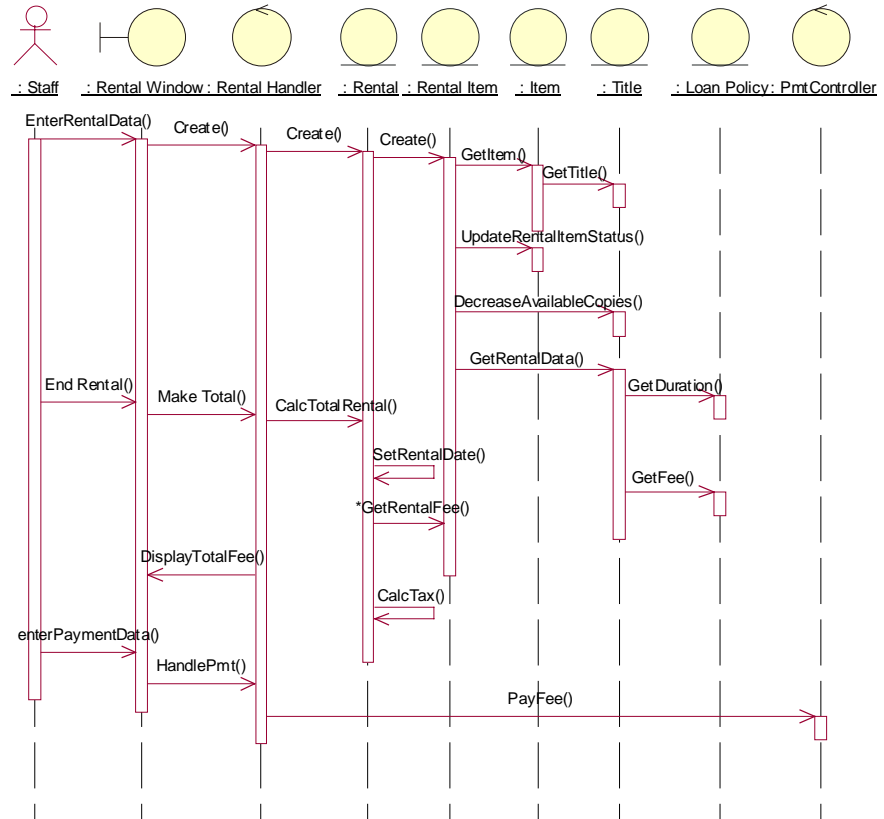 : Staff
: Rental Window
: Rental Handler
: Rental
: Rental Item
: Item
: Title
: Loan Policy
: PmtController
EnterRentalData()
Create()
Create()
Create()
GetItem()
GetTitle()
UpdateRentalItemStatus()
DecreaseAvailableCopies()
GetRentalData()
End Rental()
Make Total()
CalcTotalRental()
GetDuration()
SetRentalDate()
GetFee()
*GetRentalFee()
DisplayTotalFee()
CalcTax()
enterPaymentData()
HandlePmt()
PayFee()